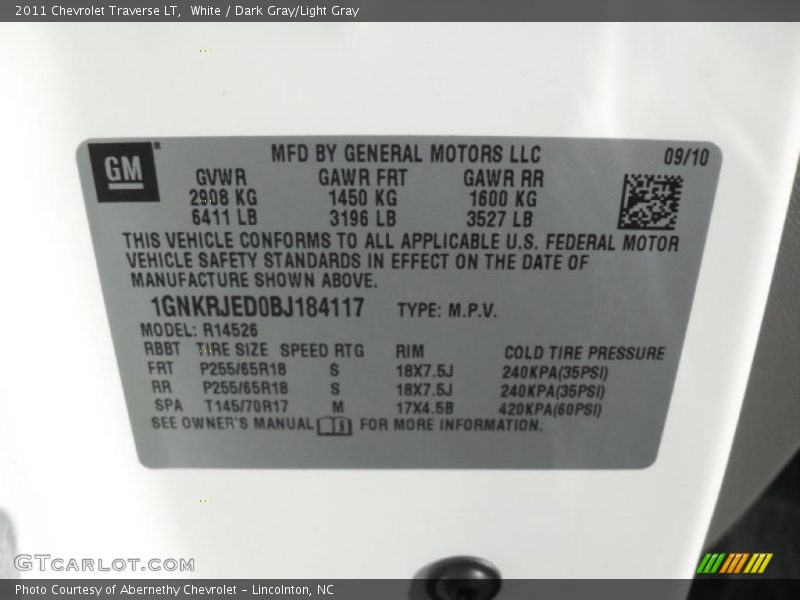 2011 Chevrolet Traverse LT, White / Dark Gray/Light Gray
GM® MFD BY GENERAL MOTORS LLC 09/10
GVWR GAWR FRT GAWR RR
2908 KG 1450 KG 1600 KG
6411 LB 3196 LB 3527 LB
THIS VEHICLE CONFORMS TO ALL APPLICABLE U.S. FEDERAL MOTOR
VEHICLE SAFETY STANDARDS IN EFFECT ON THE DATE OF
MANUFACTURE SHOWN ABOVE.
1GNKRJED0BJ184117 TYPE: M.P.V.
MODEL: R14526
RBBT TIRE SIZE SPEED RTG RIM COLD TIRE PRESSURE
FRT P255/65R18 S 18X7.5J 240KPA(35PSI)
RR P255/65R18 S 18X7.5J 240KPA(35PSI)
SPA T145/70R17 M 17X4.5B 420KPA(60PSI)
SEE OWNER'S MANUAL FOR MORE INFORMATION.
GTCARLOT.COM
Photo Courtesy of Abernethy Chevrolet - Lincolnton, NC